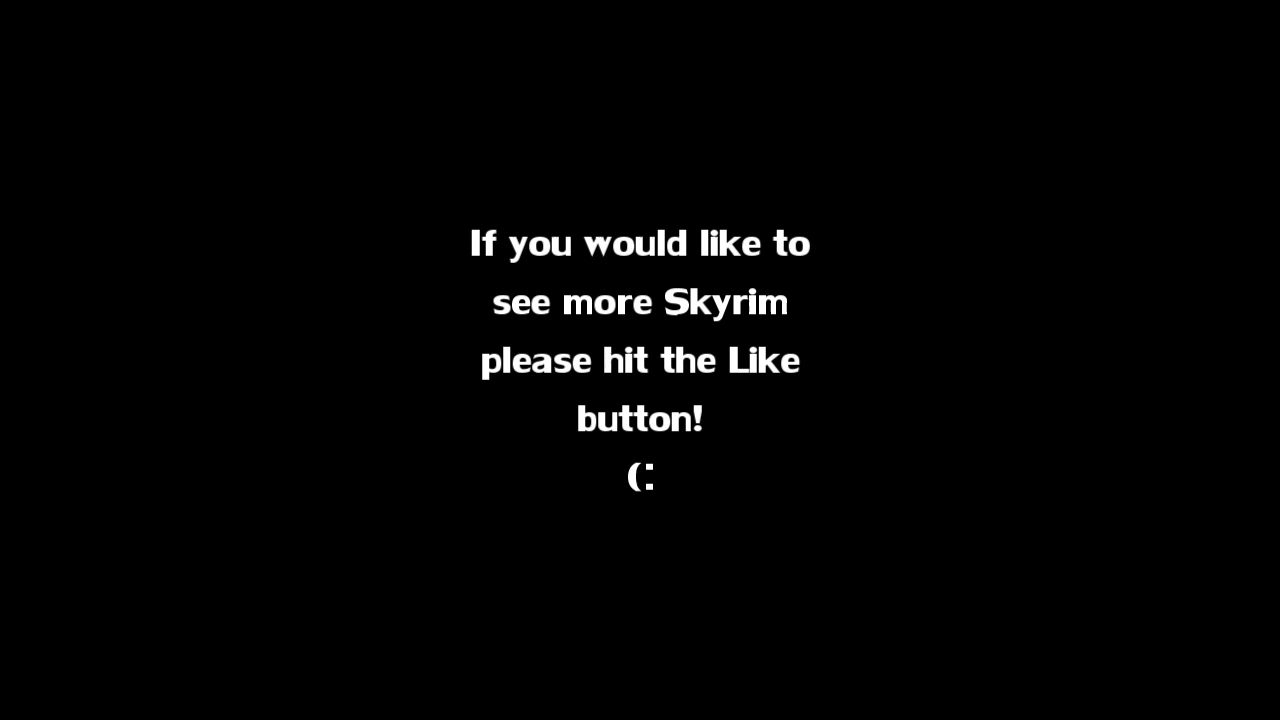 If you would like to
see more Skyrim
please hit the Like
button!
(: